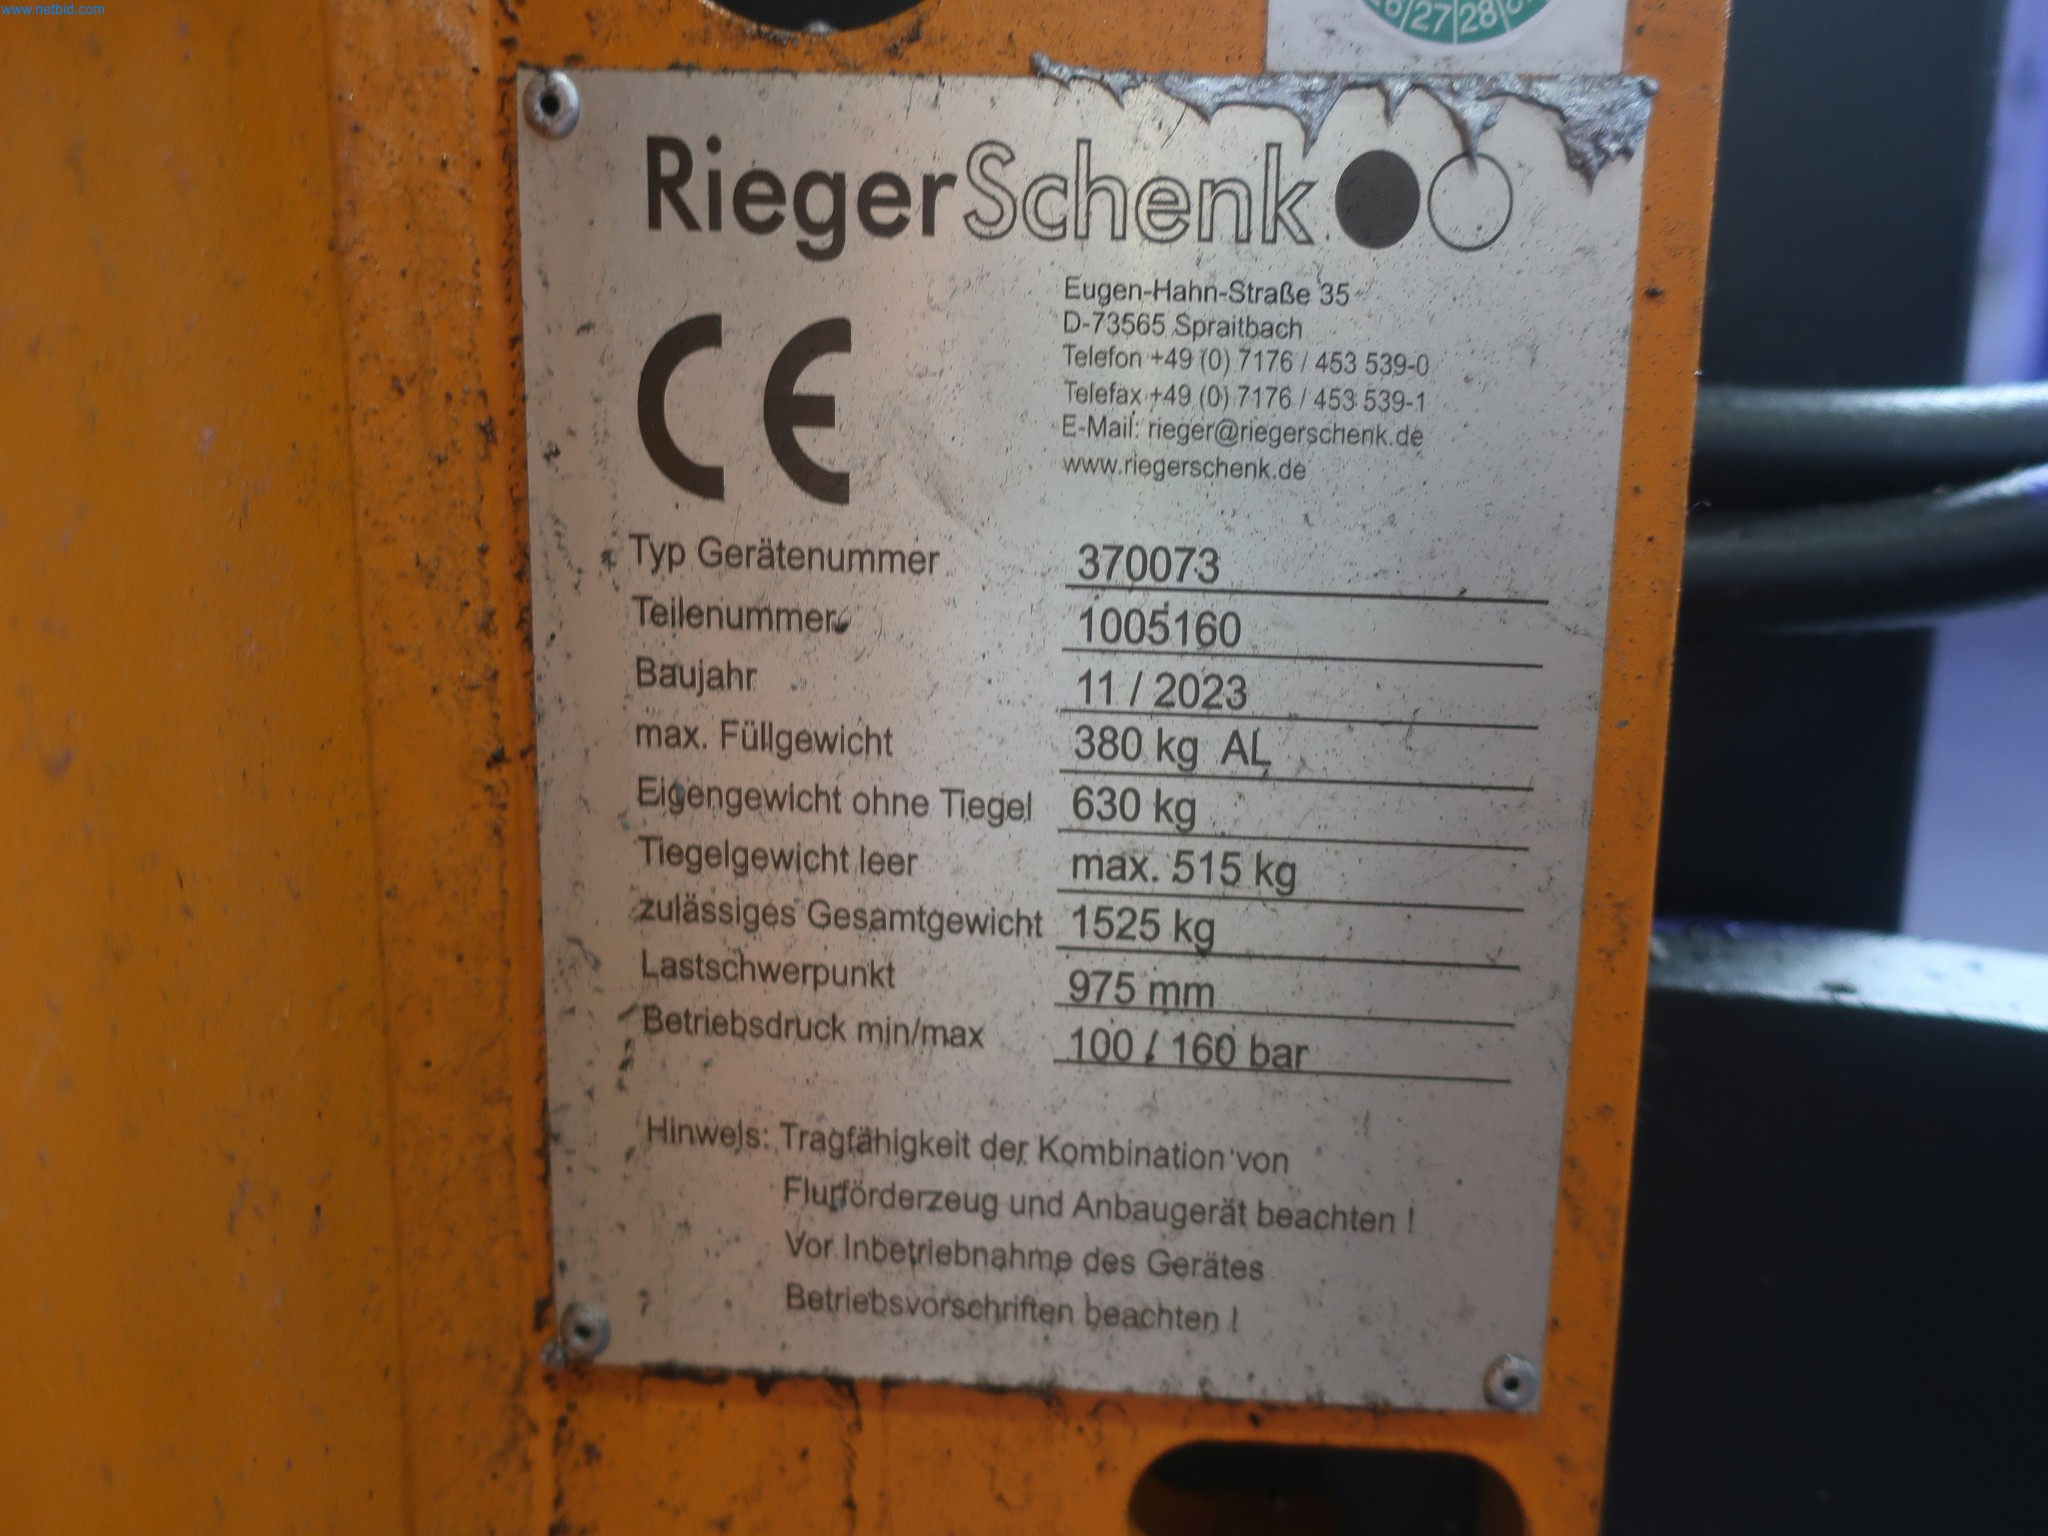 www.netbid.com
27 28
RiegerSchenk
CE
Eugen-Hahn-Straße 35
D-73565 Spraitbach
Telefon +49 (0) 7176 / 453 539-0
Telefax +49 (0) 7176 / 453 539-1
E-Mail: rieger@riegerschenk.de
www.riegerschenk.de
Typ Gerätenummer 370073
Teilenummer 1005160
Baujahr 11 / 2023
max. Füllgewicht 380 kg AL
Eigengewicht ohne Tiegel 630 kg
Tiegelgewicht leer max. 515 kg
zulässiges Gesamtgewicht 1525 kg
Lastschwerpunkt 975 mm
Betriebsdruck min/max 100 / 160 bar
Hinweis: Tragfähigkeit der Kombination von
Flurförderzeug und Anbaugerät beachten !
Vor Inbetriebnahme des Gerätes
Betriebsvorschriften beachten !